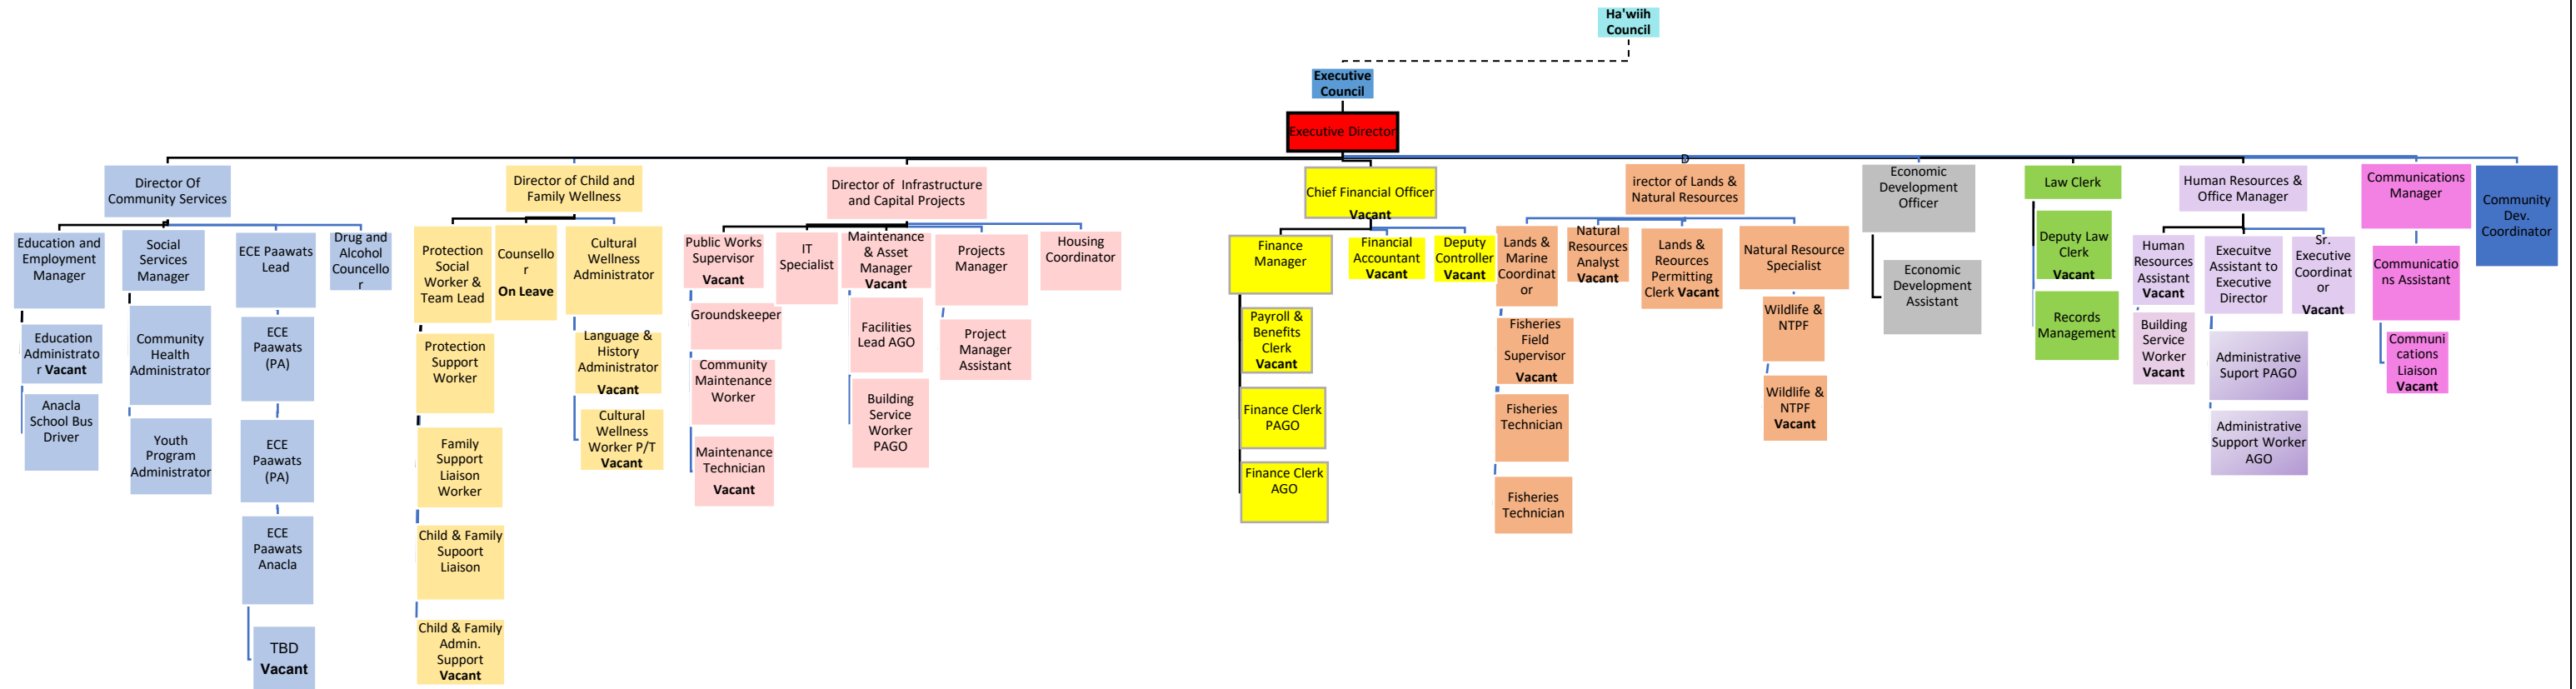 Ha'wiih
Council
Executive
Council
Executive Director
D
Director Of
Community Services
Director of Child and
Family Wellness
Director of  Infrastructure
and Capital Projects
Chief Financial Officer
Vacant
irector of Lands &
Natural Resources
Economic
Development
Officer
Law Clerk
Human Resources &
Office Manager
Communications
Manager
Community
Dev.
Coordinator
Education and
Employment
Manager
Education
Administrato
r Vacant
Anacla
School Bus
Driver
Social
Services
Manager
Community
Health
Administrator
Youth
Program
Administrator
ECE Paawats
Lead
ECE
Paawats
(PA)
ECE
Paawats
(PA)
ECE
Paawats
Anacla
TBD
Vacant
Drug and
Alcohol
Councello
r
Protection
Social
Worker &
Team Lead
Protection
Support
Worker
Family
Support
Liaison
Worker
Child & Family
Supoort
Liaison
Child & Family
Admin.
Support
Vacant
Counsello
r
On Leave
Cultural
Wellness
Administrator
Language &
History
Administrator
Vacant
Cultural
Wellness
Worker P/T
Vacant
Public Works
Supervisor
Vacant
Groundskeeper
Community
Maintenance
Worker
Maintenance
Technician
Vacant
IT
Specialist
Maintenance
& Asset
Manager
Vacant
Facilities
Lead AGO
Building
Service
Worker
PAGO
Projects
Manager
Project
Manager
Assistant
Housing
Coordinator
Finance
Manager
Payroll &
Benefits
Clerk
Vacant
Finance Clerk
PAGO
Finance Clerk
AGO
Financial
Accountant
Vacant
Deputy
Controller
Vacant
Lands &
Marine
Coordinat
or
Fisheries
Field
Supervisor
Vacant
Fisheries
Technician
Fisheries
Technician
Natural
Resources
Analyst
Vacant
Lands &
Reources
Permitting
Clerk Vacant
Natural Resource
Specialist
Wildlife &
NTPF
Wildlife &
NTPF
Vacant
Economic
Development
Assistant
Deputy Law
Clerk
Vacant
Records
Management
Human
Resources
Assistant
Vacant
Building
Service
Worker
Vacant
Executvie
Assistant to
Executive
Director
Administrative
Suport PAGO
Administrative
Support Worker
AGO
Sr.
Executive
Coordinat
or
Vacant
Communicatio
ns Assistant
Communi
cations
Liaison
Vacant